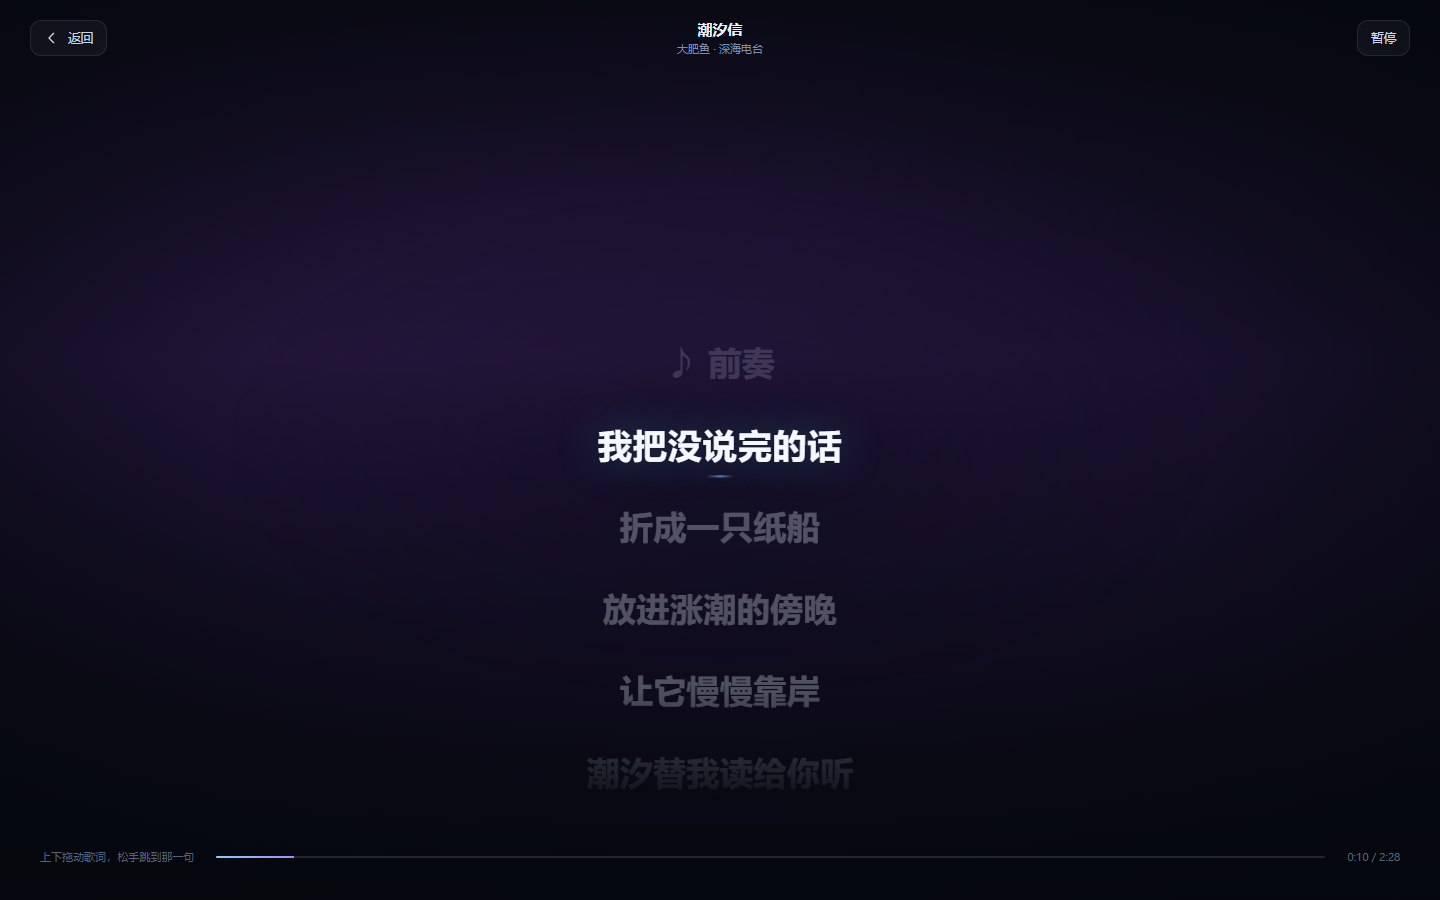 返回
潮汐信
大肥鱼 · 深海电台
暂停
♪ 前奏
我把没说完的话
折成一只纸船
放进涨潮的傍晚
让它慢慢靠岸
潮汐替我读给你听
上下拖动歌词，松手跳到那一句
0:10 / 2:28